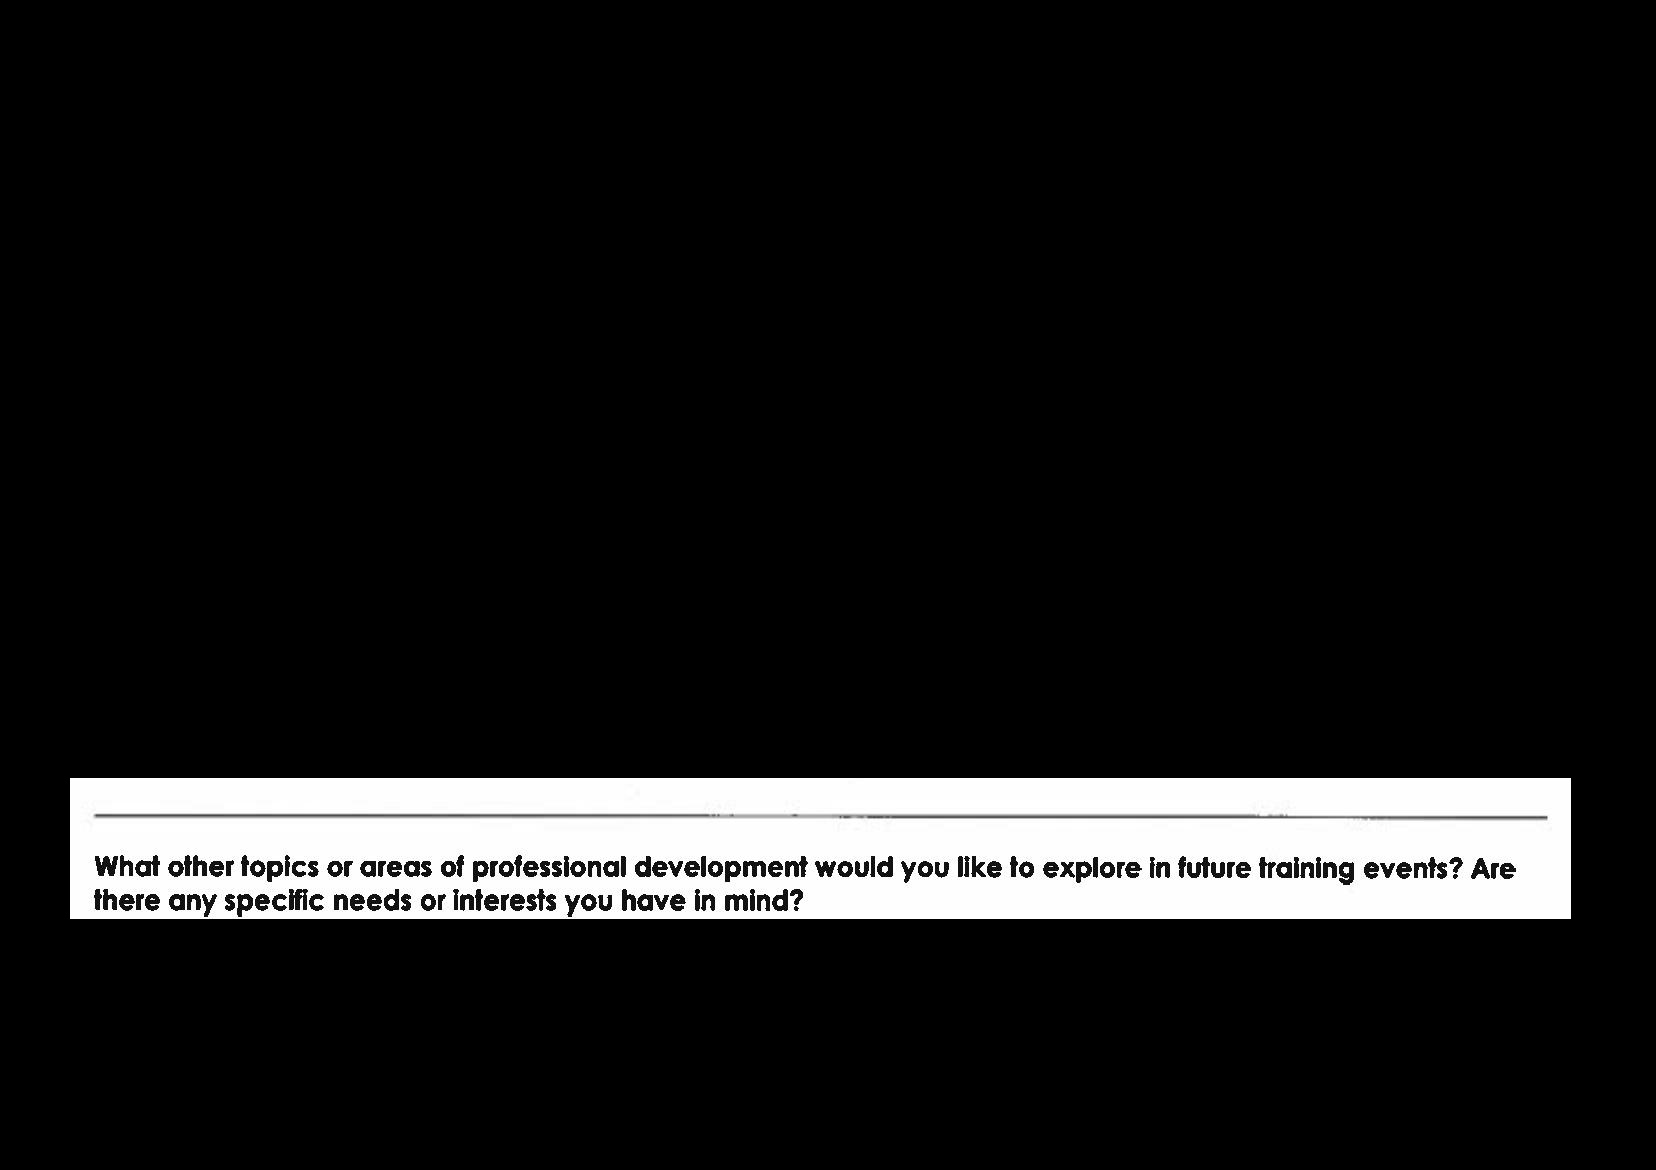 What other topics or areas of professional development would you like to explore in future training events? Are
there any specific needs or interests you have in mind?